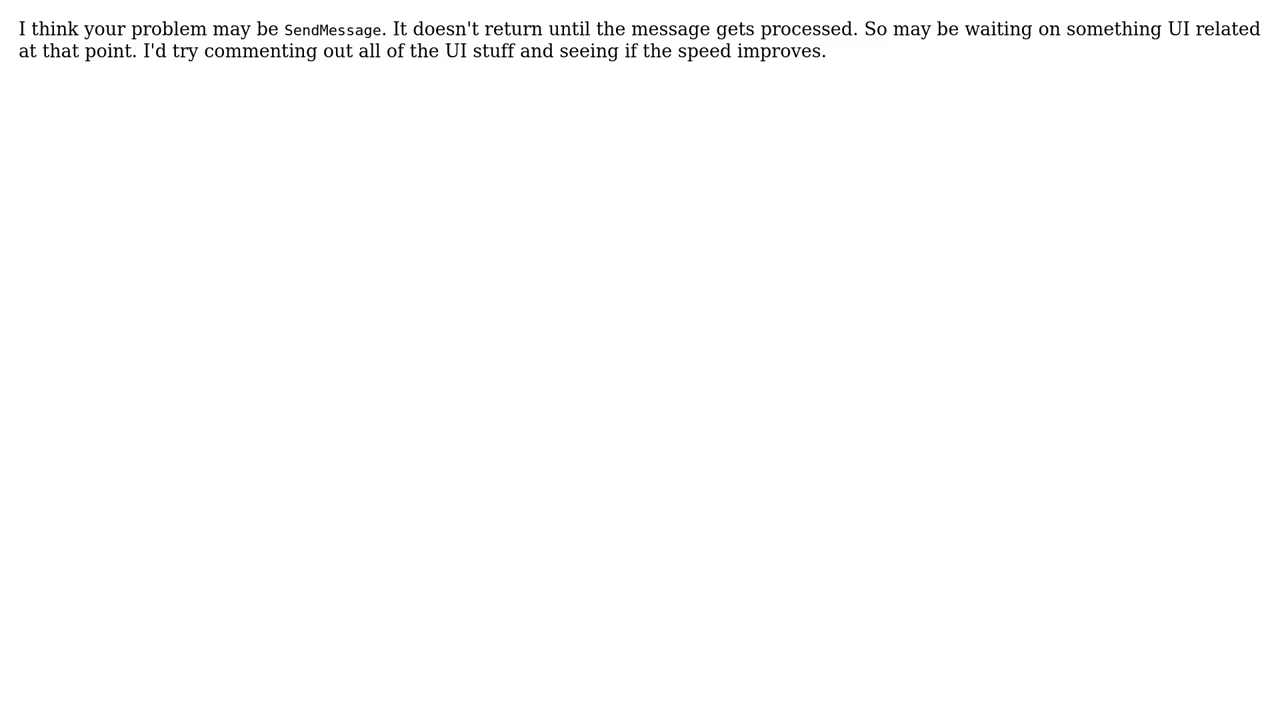 I think your problem may be SendMessage. It doesn't return until the message gets processed. So may be waiting on something UI related
at that point. I'd try commenting out all of the UI stuff and seeing if the speed improves.